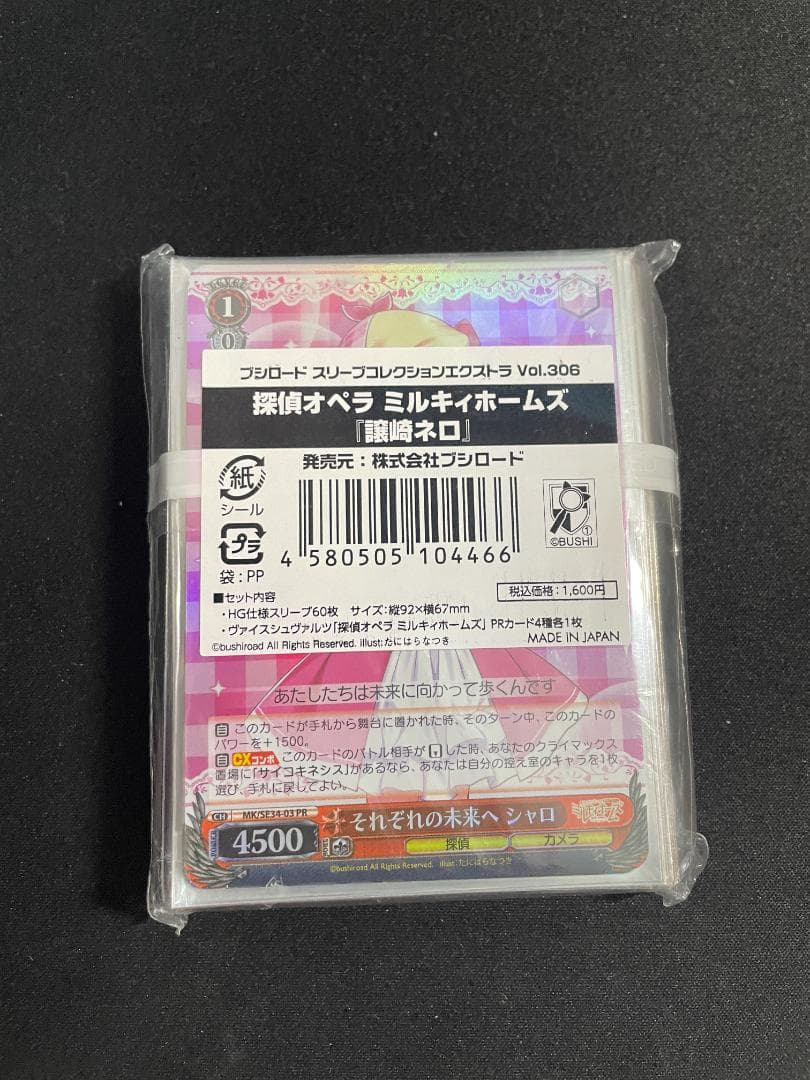 1
0
ブシロード スリーブコレクションエクストラ Vol.306
探偵オペラ ミルキィホームズ
『譲崎ネロ』
発売元：株式会社ブシロード
紙
シール
プラ
袋：PP
4 580505 104466
①
©BUSHI
税込価格：1,600円
■セット内容
・HG仕様スリーブ60枚 サイズ：縦92×横67mm
・ヴァイスシュヴァルツ「探偵オペラ ミルキィホームズ」PRカード4種各1枚
©bushiroad All Rights Reserved. illust:たにはらなつき
MADE IN JAPAN
あたしたちは未来に向かって歩くんです
このカードが手札から舞台に置かれた時、そのターン中、このカードの
パワーを＋1500。
CXコンボ このカードのバトル相手が した時、あなたのクライマックス
置場に「サイコキネシス」があるなら、あなたは自分の控え室のキャラを1枚
選び、手札に戻してよい。
CH MK/SE34-03 PR
それぞれの未来へ シャロ
4500
探偵 カメラ
©bushiroad All Rights Reserved. illust:たにはらなつき